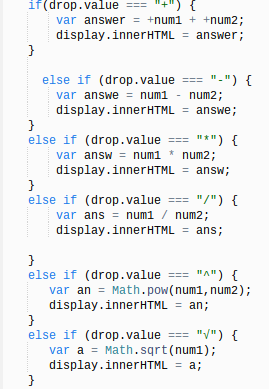 if(drop.value === "+") {
var answer = +num1 + +num2;
display.innerHTML = answer;
}
else if (drop.value === "-") {
var answe = num1 - num2;
display.innerHTML = answe;
}
else if (drop.value === "*") {
var answ = num1 * num2;
display.innerHTML = answ;
}
else if (drop.value === "/") {
var ans = num1 / num2;
display.innerHTML = ans;
}
else if (drop.value === "^") {
var an = Math.pow(num1,num2);
display.innerHTML = an;
}
else if (drop.value === "√") {
var a = Math.sqrt(num1);
display.innerHTML = a;
}